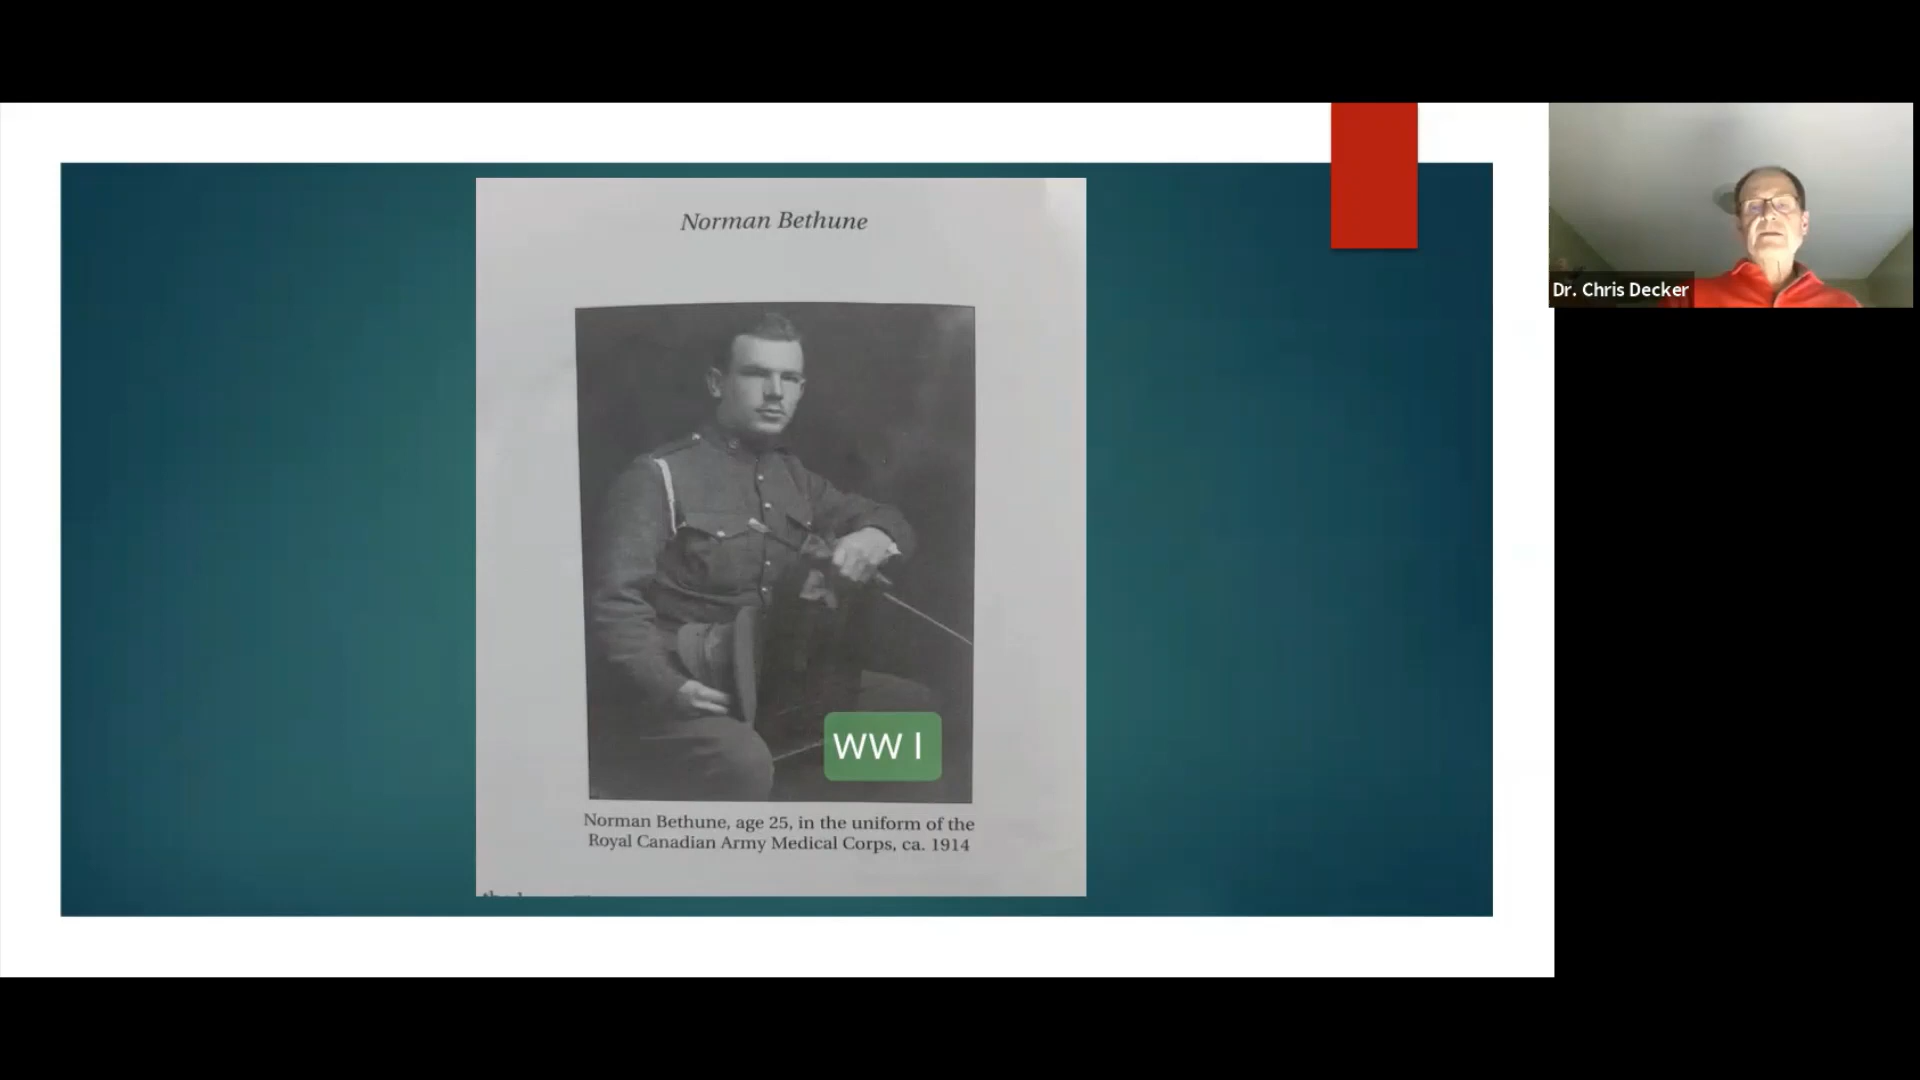 Norman Bethune
WW I
Norman Bethune, age 25, in the uniform of the
Royal Canadian Army Medical Corps, ca. 1914
Dr. Chris Decker